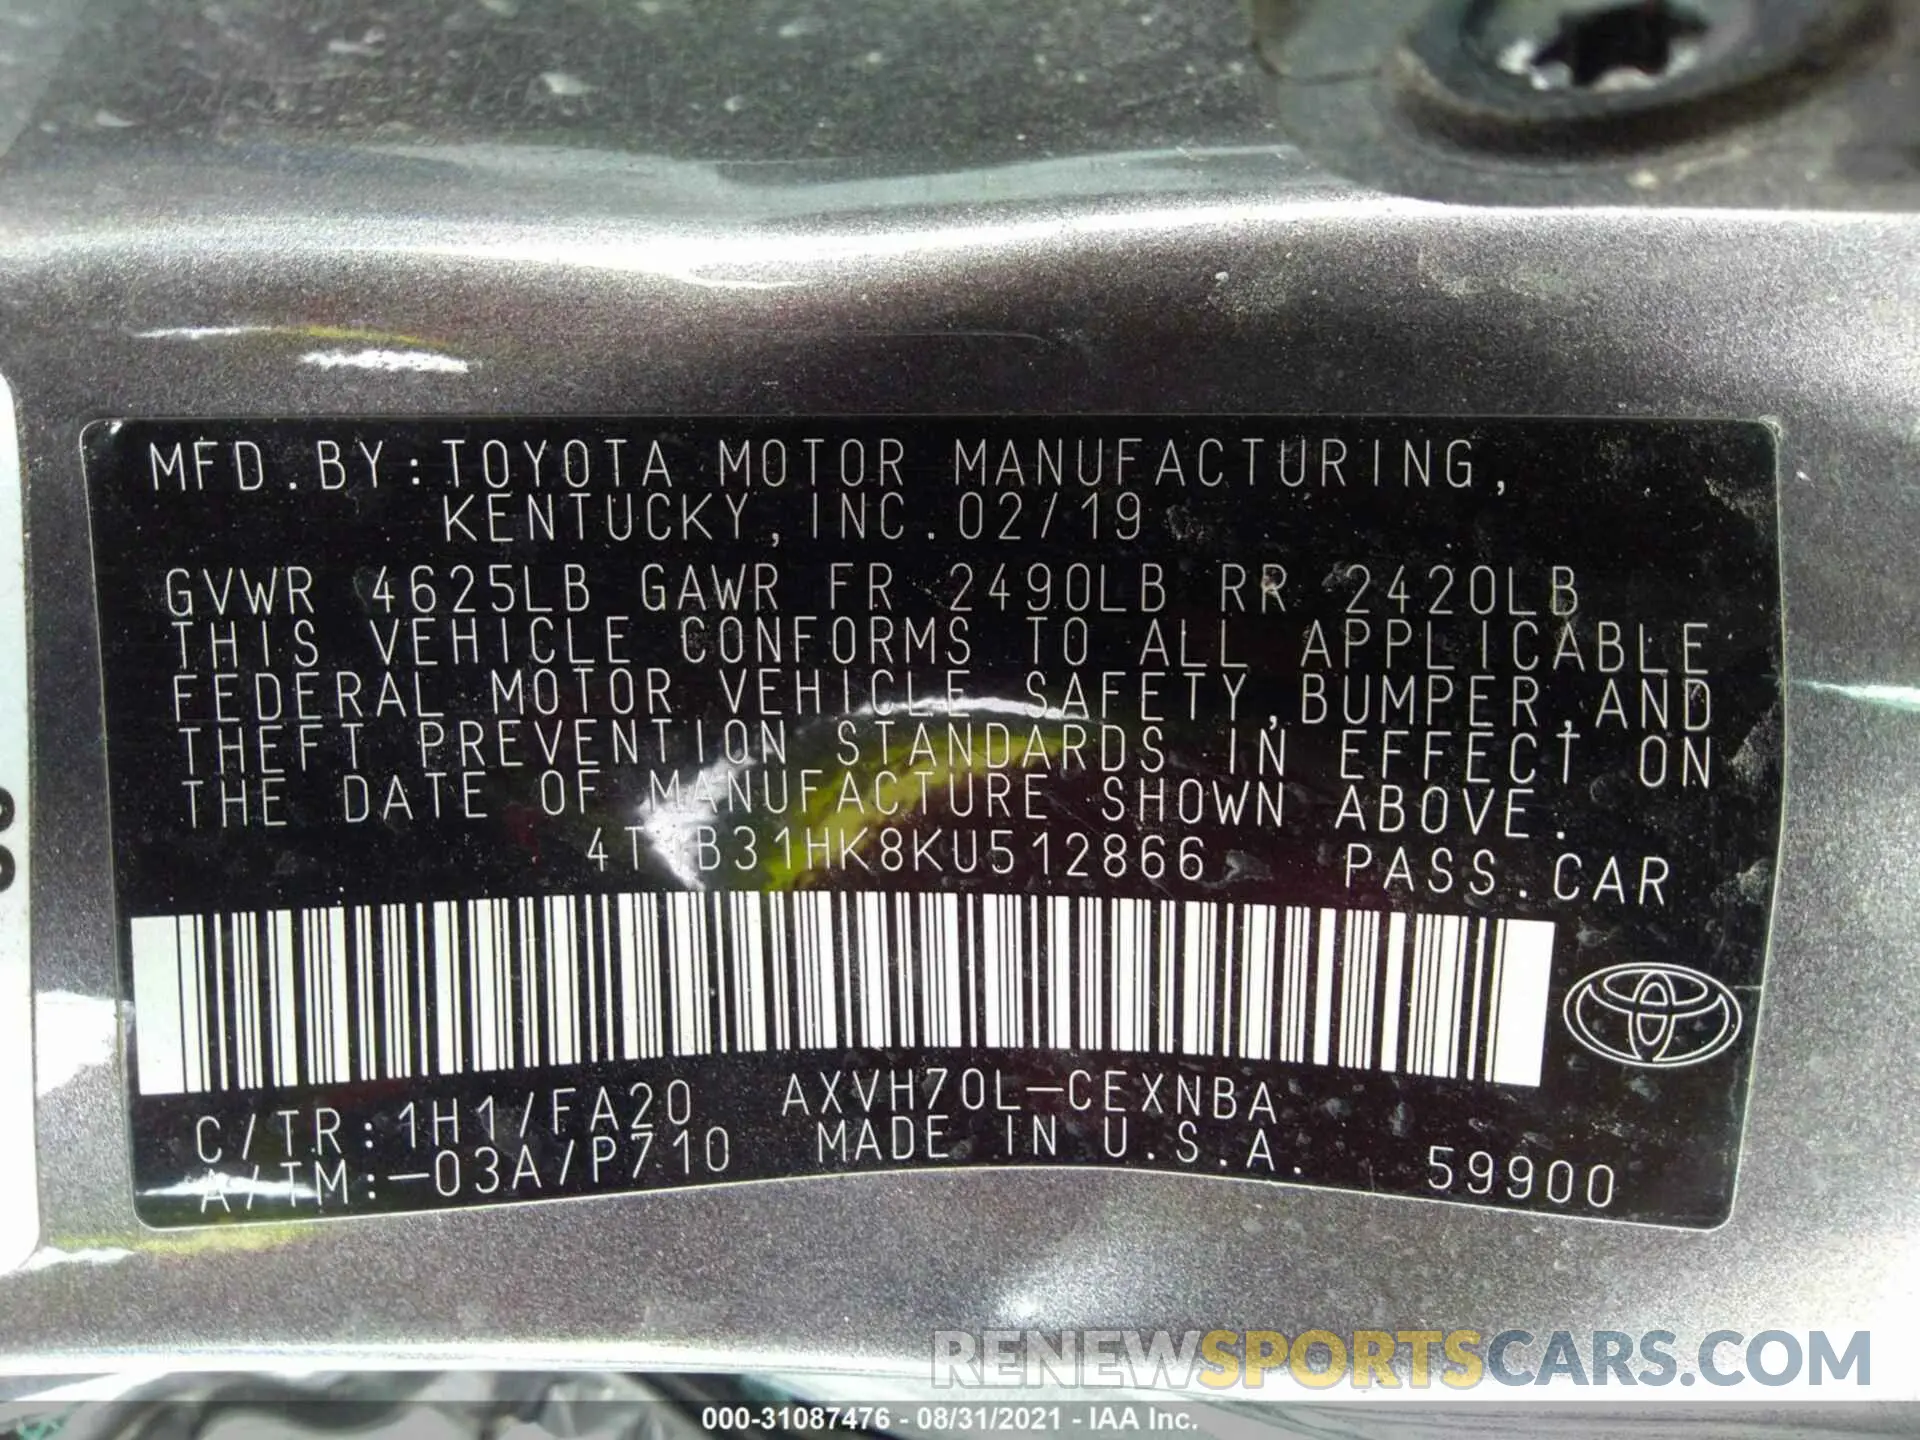 MFD.BY:TOYOTA MOTOR MANUFACTURING,
KENTUCKY, INC. 02/19
GVWR 4625LB GAWR FR 2490LB RR 2420LB
THIS VEHICLE CONFORMS TO ALL APPLICABLE
FEDERAL MOTOR VEHICLE SAFETY, BUMPER, AND
THEFT PREVENTION STANDARDS IN EFFECT ON
THE DATE OF MANUFACTURE SHOWN ABOVE.
PASS.CAR
C/TR:1H1/FA20 AXVH70L-CEXNBA
A/TM:-03A/P710 MADE IN U.S.A. 59900
RENEWSPORTSCARS.COM
000-31087476 - 08/31/2021 - IAA Inc.